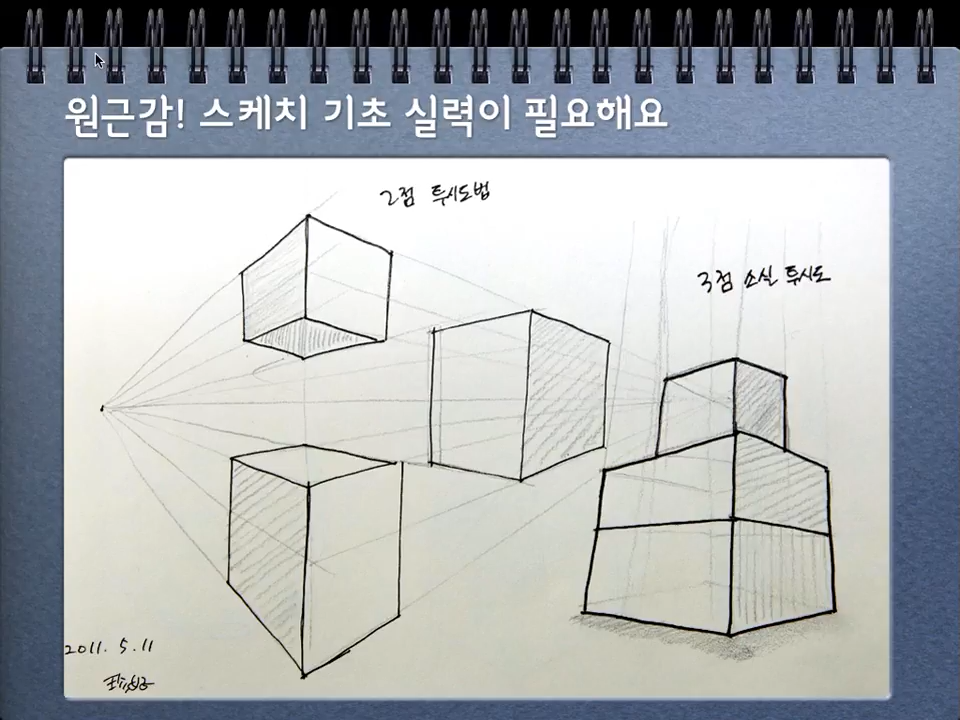 원근감! 스케치 기초 실력이 필요해요
2점 투시도법
3점 소실 투시도
2011. 5. 11